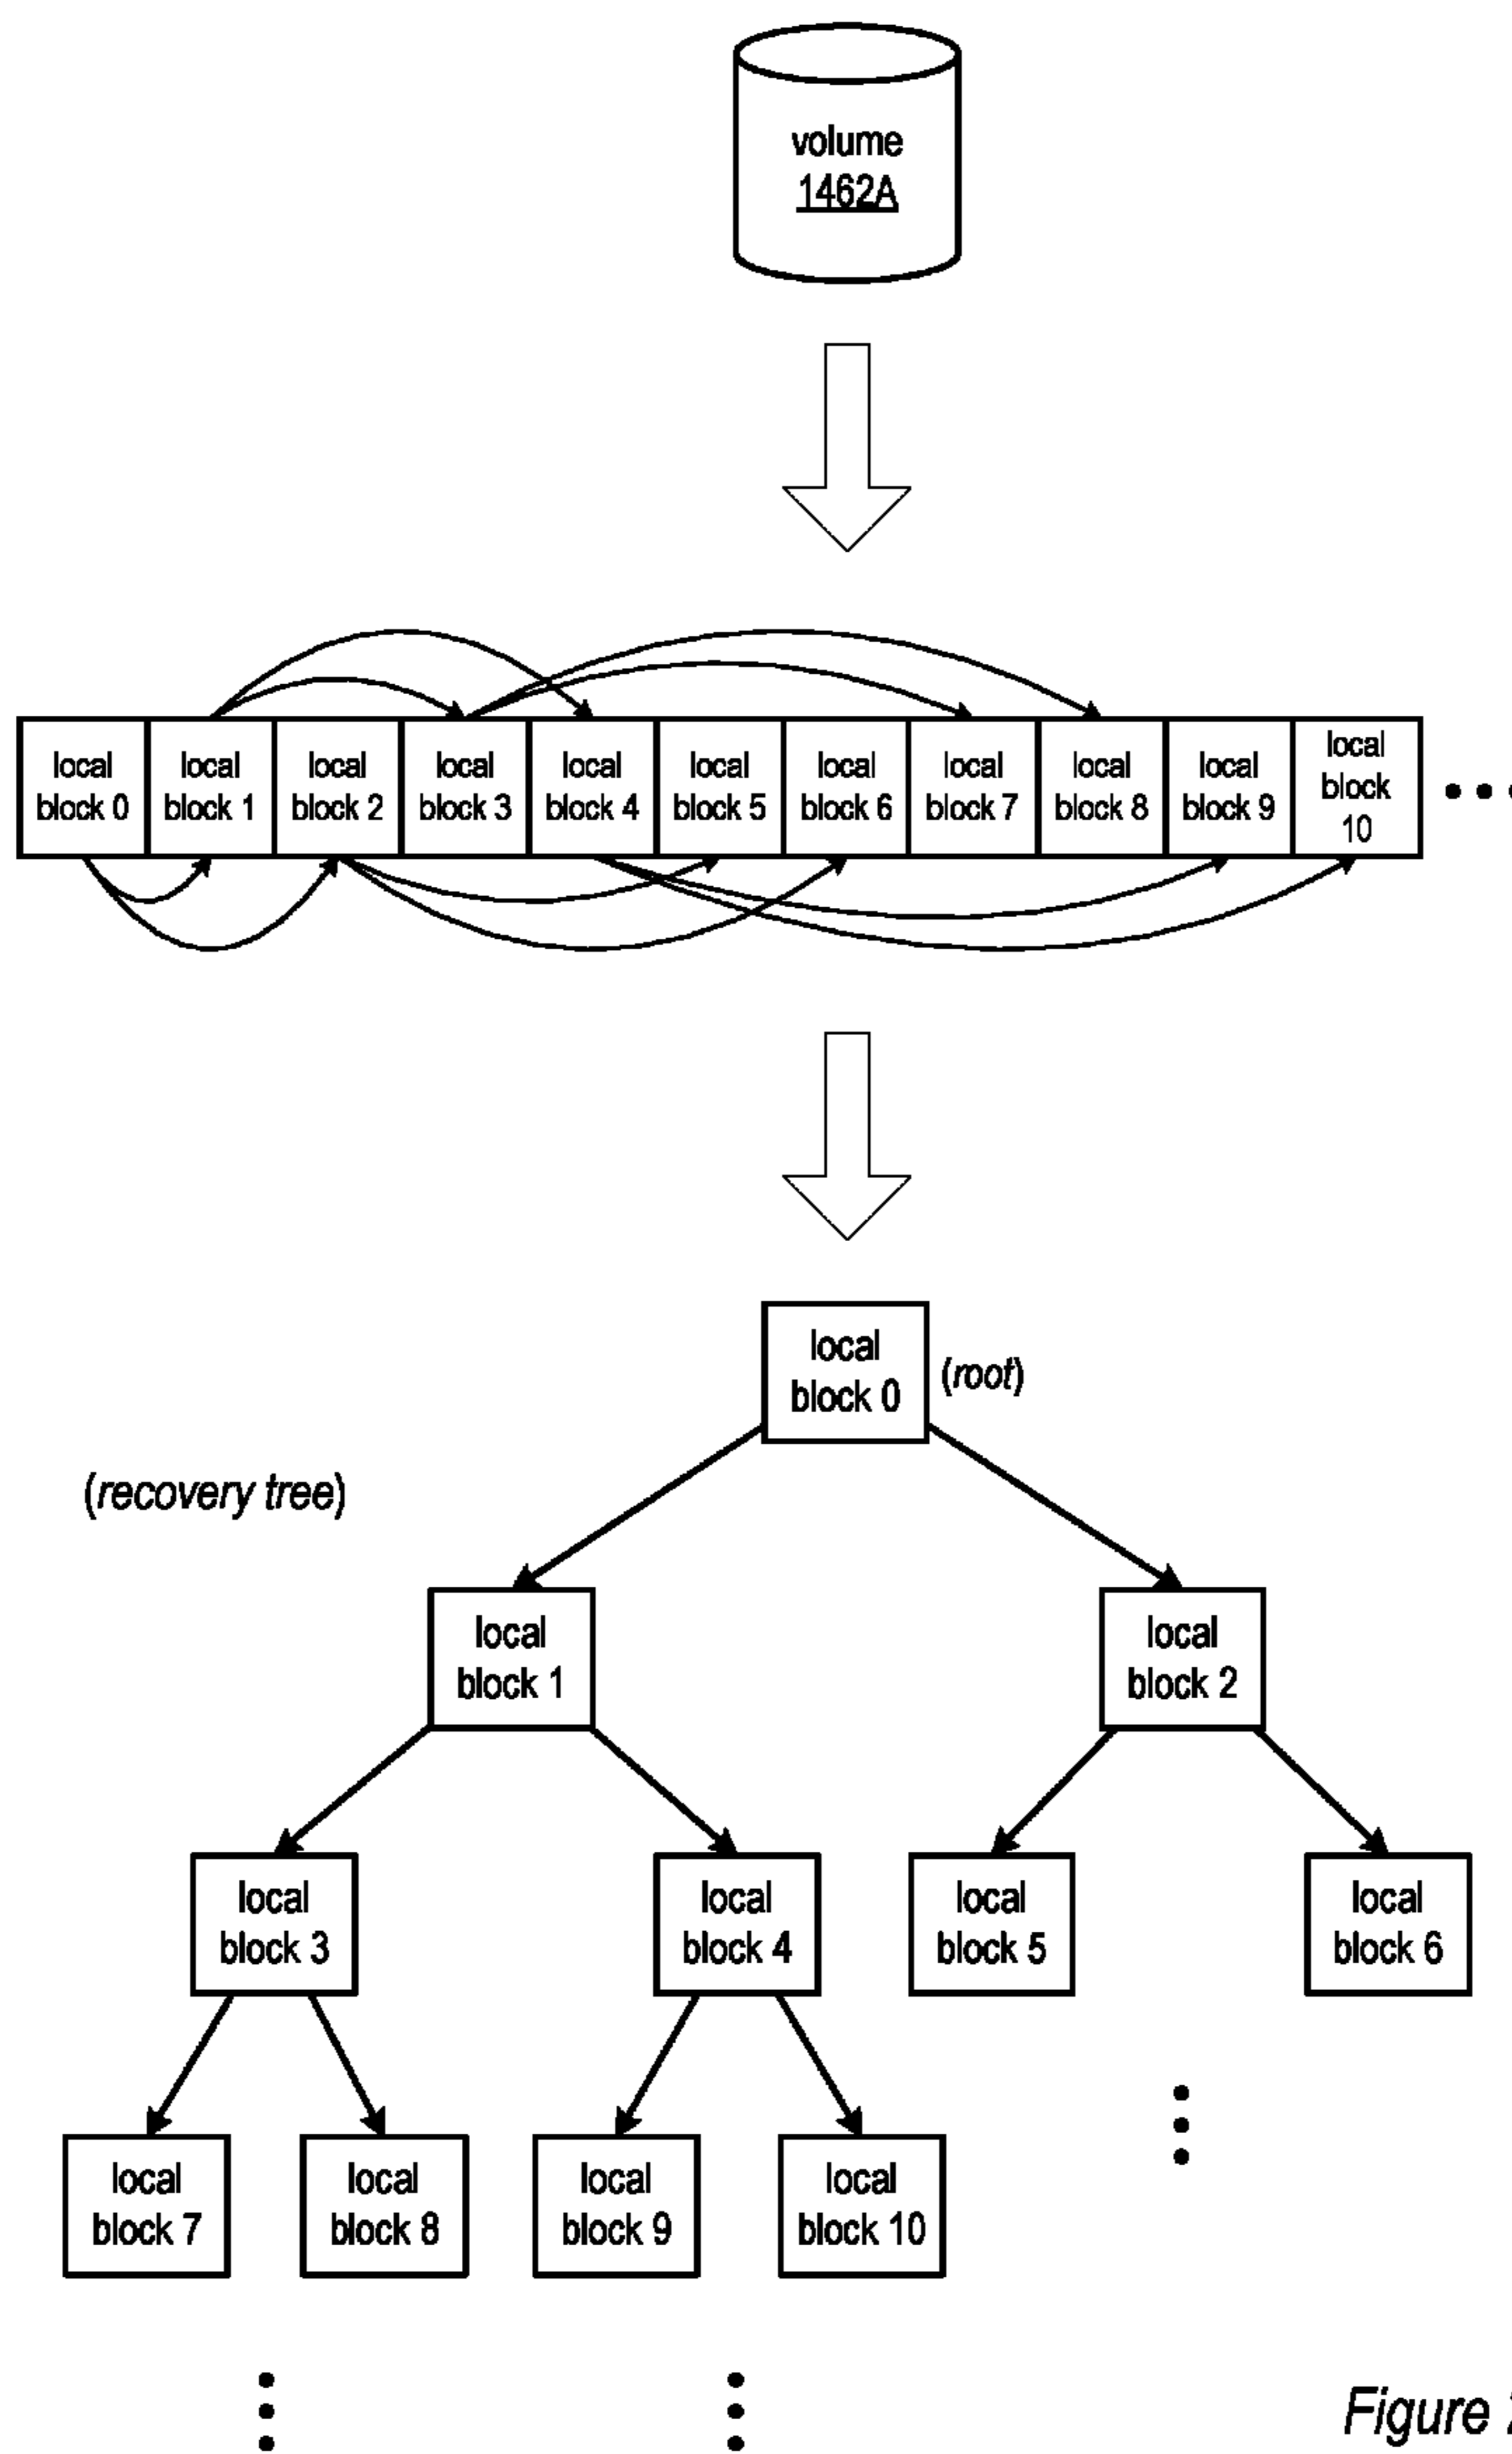 volume
1462A
local
block 0
local
block 1
local
block 2
local
block 3
local
block 4
local
block 5
local
block 6
local
block 7
local
block 8
local
block 9
local
block
10
local
block 0
(root)
(recovery tree)
local
block 1
local
block 2
local
block 3
local
block 4
local
block 5
local
block 6
local
block 7
local
block 8
local
block 9
local
block 10
Figure